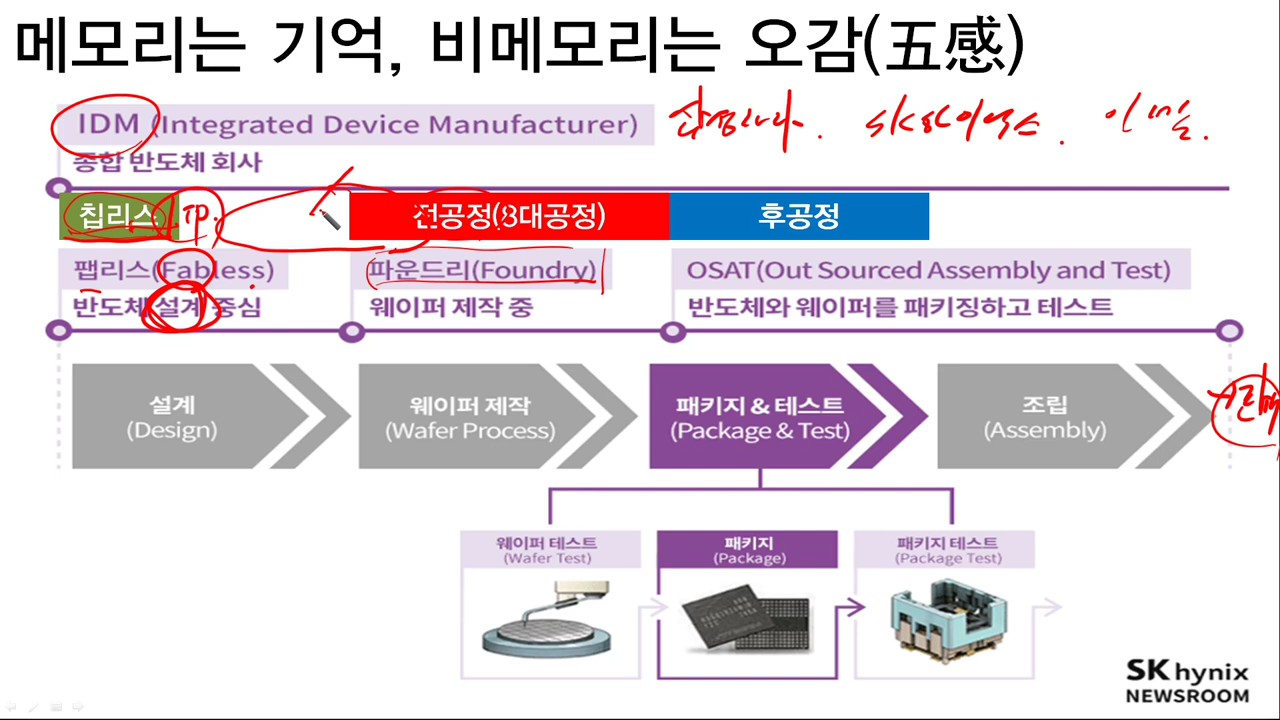 메모리는 기억, 비메모리는 오감(五感)
IDM (Integrated Device Manufacturer)
삼성전자. SK하이닉스. 인텔.
종합 반도체 회사
칩리스 IP. 전공정(8대공정) 후공정
팹리스(Fabless) 파운드리(Foundry) OSAT(Out Sourced Assembly and Test)
반도체 설계 중심 웨이퍼 제작 중 반도체와 웨이퍼를 패키징하고 테스트
설계 웨이퍼 제작 패키지 & 테스트 조립
(Design) (Wafer Process) (Package & Test) (Assembly)
웨이퍼 테스트 패키지 패키지 테스트
(Wafer Test) (Package) (Package Test)
SK hynix
NEWSROOM